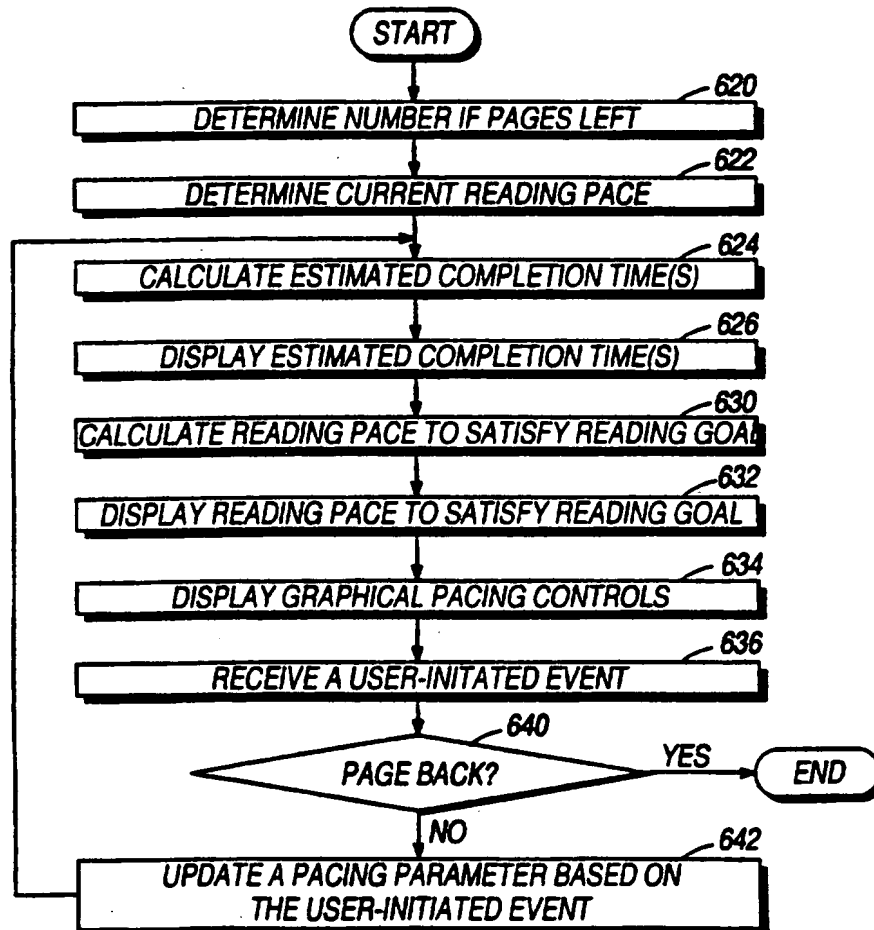 START
620
DETERMINE NUMBER IF PAGES LEFT
622
DETERMINE CURRENT READING PACE
624
CALCULATE ESTIMATED COMPLETION TIME(S)
626
DISPLAY ESTIMATED COMPLETION TIME(S)
630
CALCULATE READING PACE TO SATISFY READING GOAL
632
DISPLAY READING PACE TO SATISFY READING GOAL
634
DISPLAY GRAPHICAL PACING CONTROLS
636
RECEIVE A USER-INITATED EVENT
640
PAGE BACK?
YES
END
NO
642
UPDATE A PACING PARAMETER BASED ON
THE USER-INITIATED EVENT